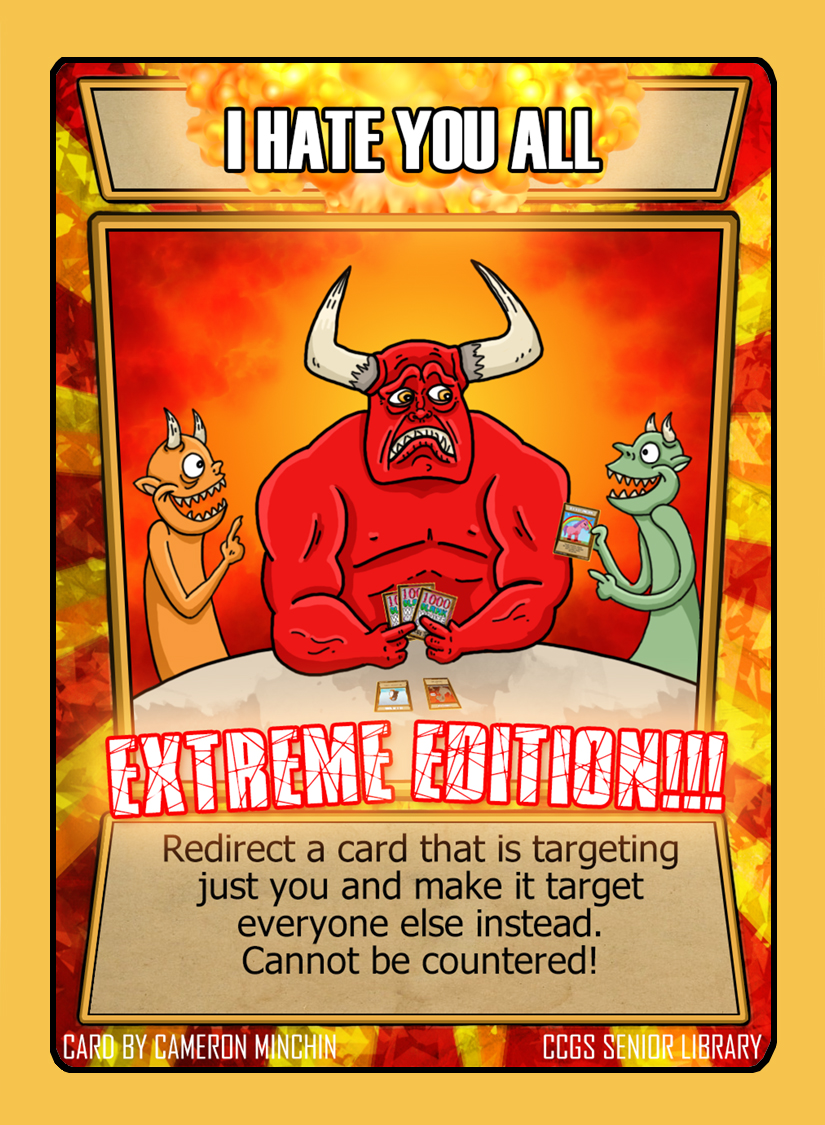 I HATE YOU ALL
1000
EXTREME EDITION!!!
Redirect a card that is targeting
just you and make it target
everyone else instead.
Cannot be countered!
CARD BY CAMERON MINCHIN
CCGS SENIOR LIBRARY